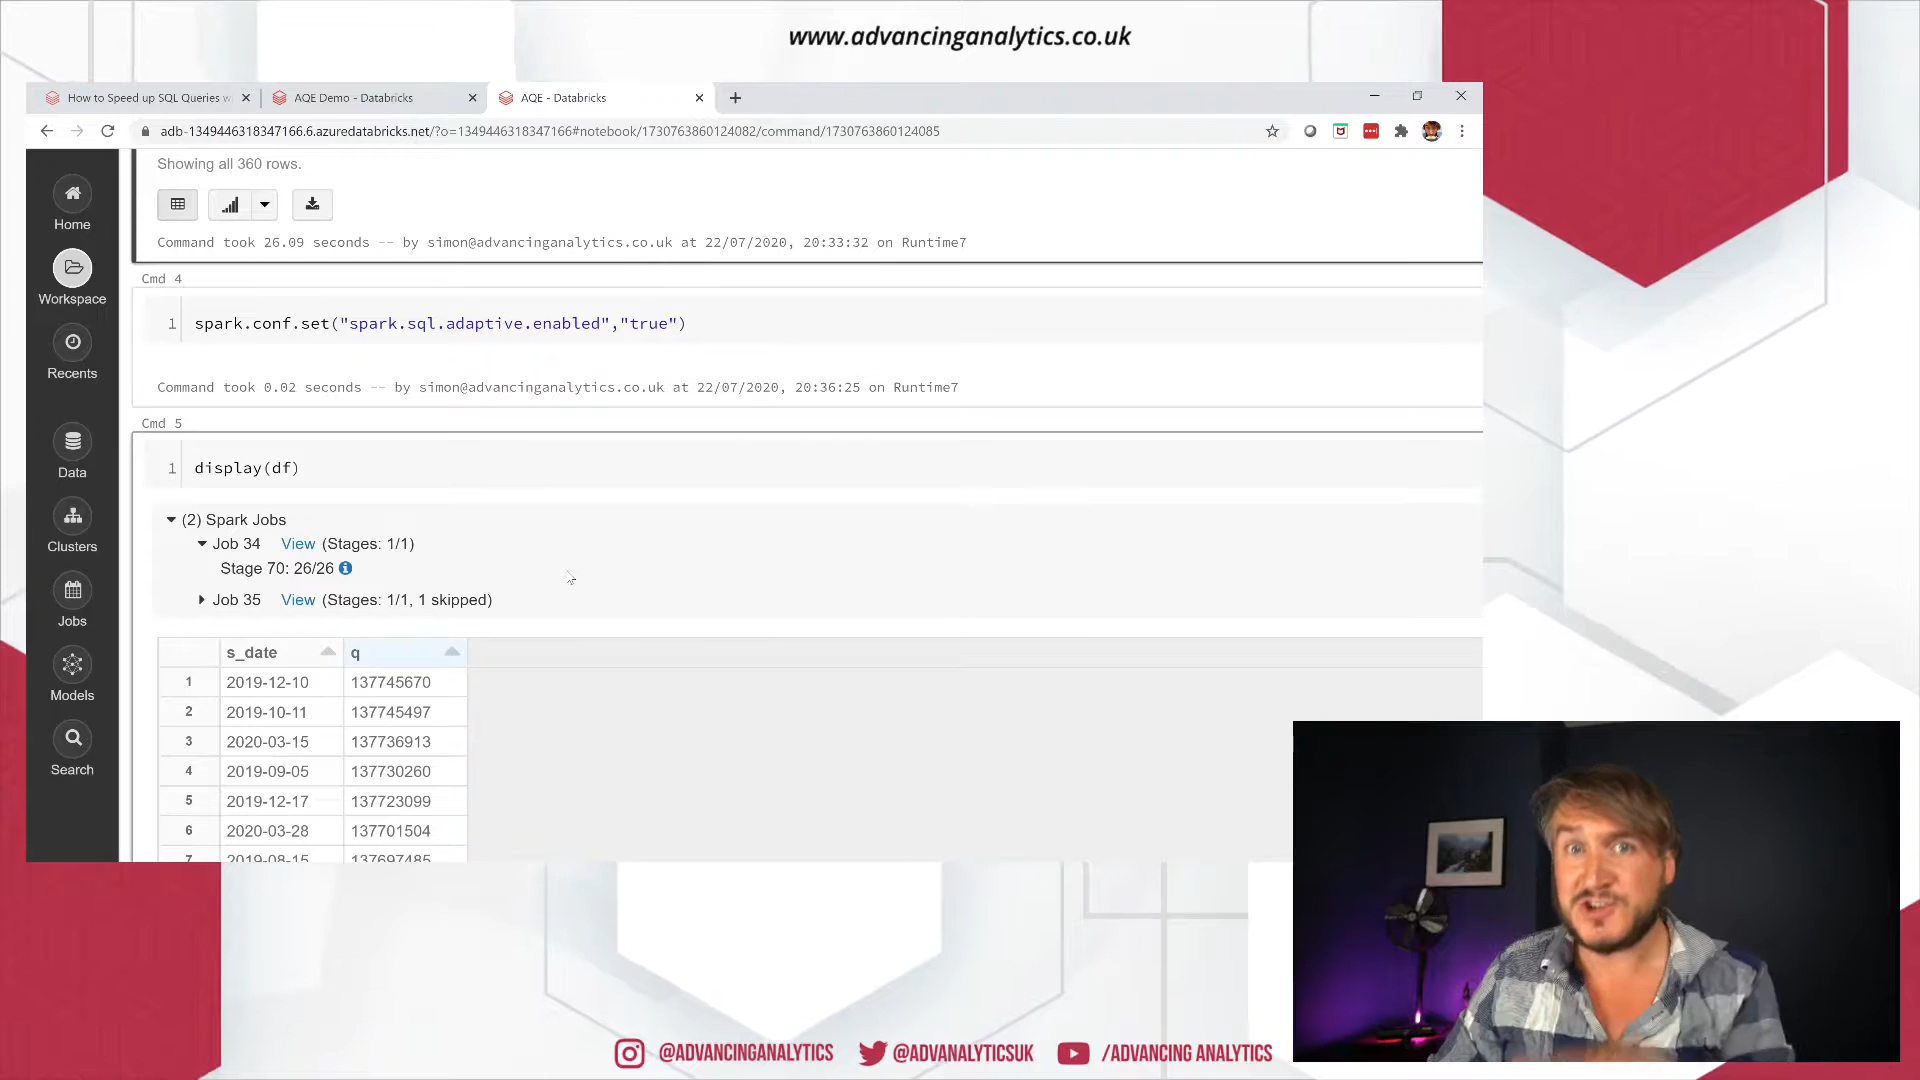 www.advancinganalytics.co.uk
How to Speed up SQL Queries w
AQE Demo - Databricks
AQE - Databricks
adb-1349446318347166.6.azuredatabricks.net/?o=1349446318347166#notebook/1730763860124082/command/1730763860124085
Home
Workspace
Recents
Data
Clusters
Jobs
Models
Search
Showing all 360 rows.
Command took 26.09 seconds -- by simon@advancinganalytics.co.uk at 22/07/2020, 20:33:32 on Runtime7
Cmd 4
1 spark.conf.set("spark.sql.adaptive.enabled","true")
Command took 0.02 seconds -- by simon@advancinganalytics.co.uk at 22/07/2020, 20:36:25 on Runtime7
Cmd 5
1 display(df)
(2) Spark Jobs
Job 34 View (Stages: 1/1)
Stage 70: 26/26
Job 35 View (Stages: 1/1, 1 skipped)
s_date q
1 2019-12-10 137745670
2 2019-10-11 137745497
3 2020-03-15 137736913
4 2019-09-05 137730260
5 2019-12-17 137723099
6 2020-03-28 137701504
7 2019-08-15 137697485
@ADVANCINGANALYTICS @ADVANALYTICSUK /ADVANCING ANALYTICS